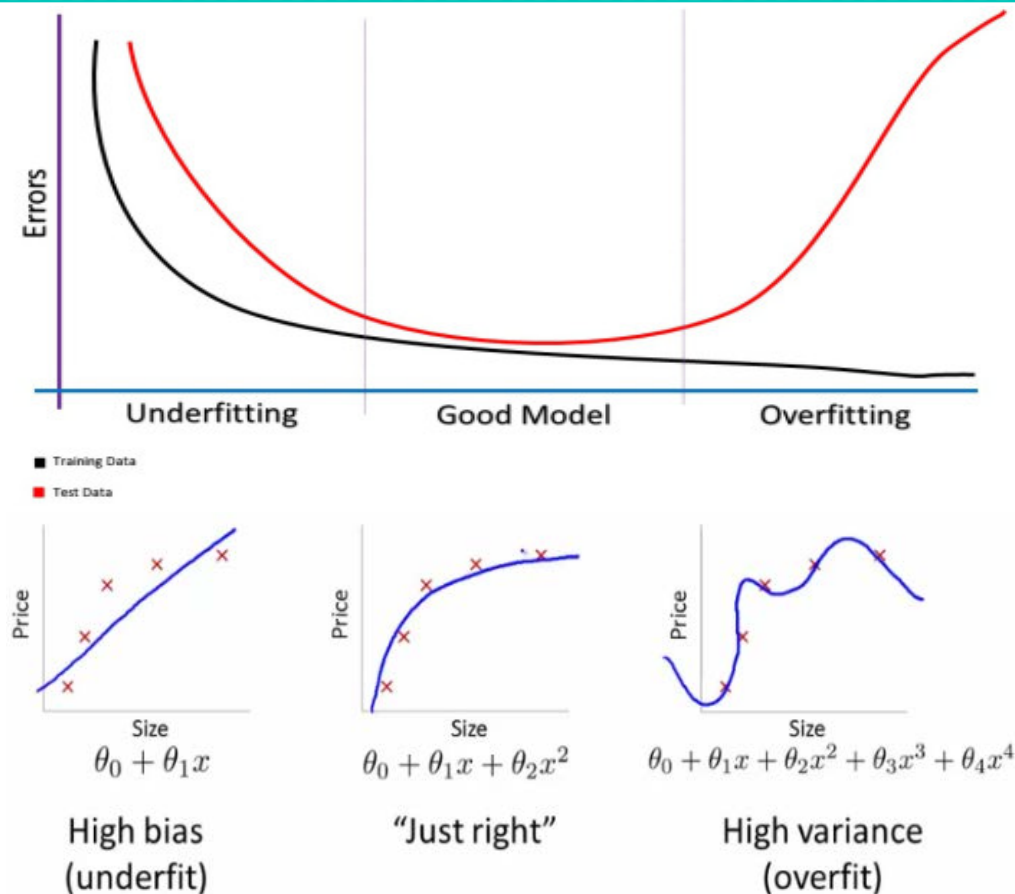 Errors
Underfitting
Good Model
Overfitting
Training Data
Test Data
Price
Size
θ₀ + θ₁x
High bias
(underfit)
Price
Size
θ₀ + θ₁x + θ₂x²
“Just right”
Price
Size
θ₀ + θ₁x + θ₂x² + θ₃x³ + θ₄x⁴
High variance
(overfit)